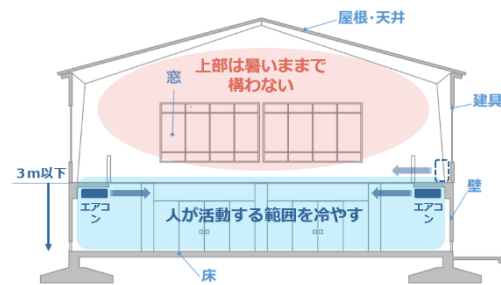 屋根・天井
上部は暑いままで
構わない
窓
建具
3m以下
エアコ
ン
人が活動する範囲を冷やす
エアコ
ン
壁
床